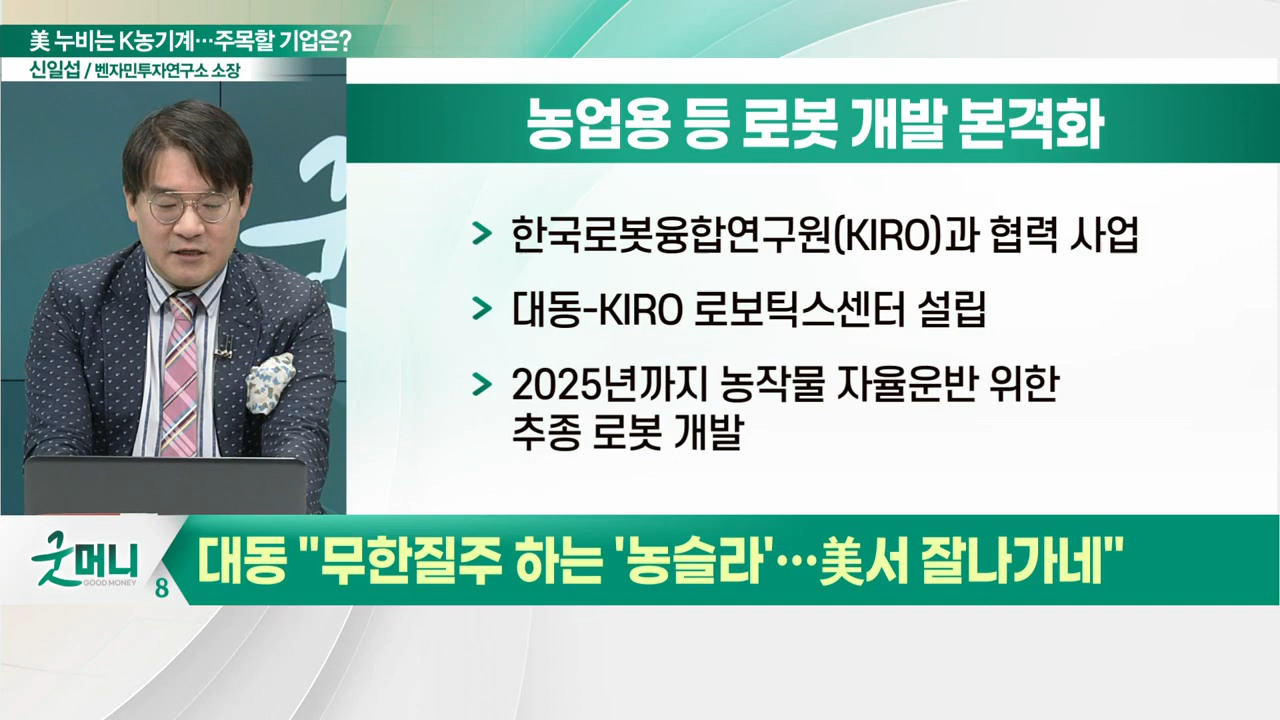 美 누비는 K농기계…주목할 기업은?
신일섭 / 벤자민투자연구소 소장
농업용 등 로봇 개발 본격화
> 한국로봇융합연구원(KIRO)과 협력 사업
> 대동-KIRO 로보틱스센터 설립
> 2025년까지 농작물 자율운반 위한
추종 로봇 개발
굿머니
GOOD MONEY
8
대동 "무한질주 하는 '농슬라'…美서 잘나가네"